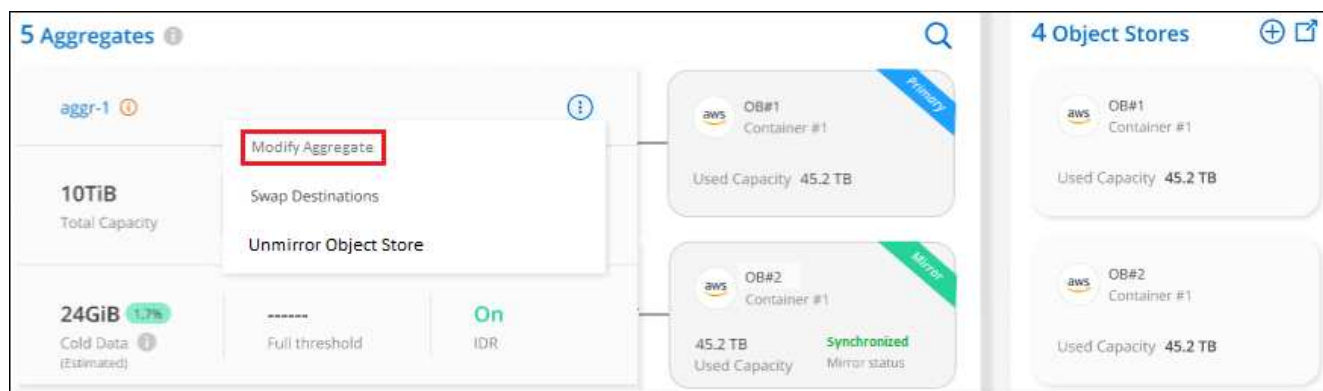 5 Aggregates
aggr-1
Modify Aggregate
Swap Destinations
Unmirror Object Store
10TiB
Total Capacity
24GiB 1.7%
Cold Data
(Estimated)
------
Full threshold
On
IDR
Primary
aws
OB#1
Container #1
Used Capacity 45.2 TB
Mirror
aws
OB#2
Container #1
45.2 TB
Used Capacity
Synchronized
Mirror status
4 Object Stores
aws
OB#1
Container #1
Used Capacity 45.2 TB
aws
OB#2
Container #1
Used Capacity 45.2 TB